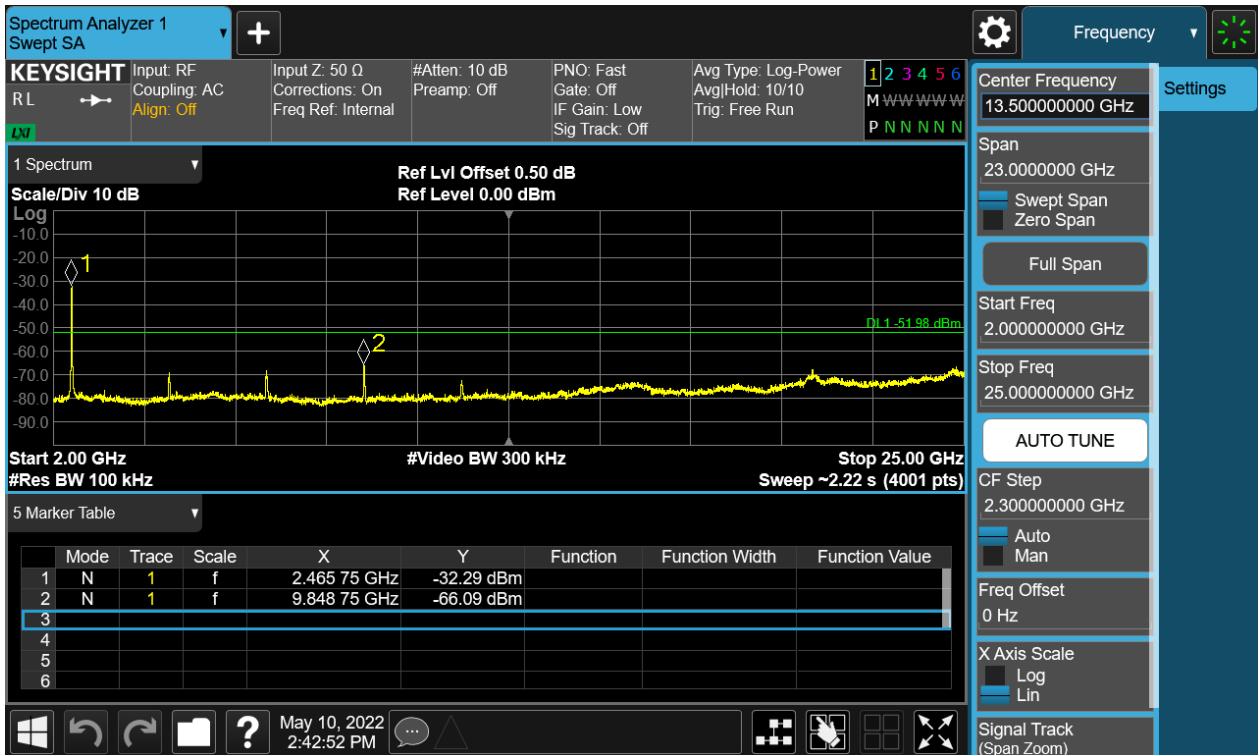 Spectrum Analyzer 1
Swept SA
+
Frequency
KEYSIGHT
R L
LXI
Input: RF
Coupling: AC
Align: Off
Input Z: 50 Ω
Corrections: On
Freq Ref: Internal
#Atten: 10 dB
Preamp: Off
PNO: Fast
Gate: Off
IF Gain: Low
Sig Track: Off
Avg Type: Log-Power
Avg|Hold: 10/10
Trig: Free Run
1 2 3 4 5 6
M W W W W W
P N N N N N
Center Frequency
13.500000000 GHz
Settings
Span
23.0000000 GHz
Swept Span
Zero Span
Full Span
Start Freq
2.000000000 GHz
Stop Freq
25.000000000 GHz
AUTO TUNE
CF Step
2.300000000 GHz
Auto
Man
Freq Offset
0 Hz
X Axis Scale
Log
Lin
Signal Track
(Span Zoom)
1 Spectrum
Scale/Div 10 dB
Ref Lvl Offset 0.50 dB
Ref Level 0.00 dBm
Log
-10.0
-20.0
-30.0
-40.0
-50.0
-60.0
-70.0
-80.0
-90.0
1
2
DL1 -51.98 dBm
Start 2.00 GHz
#Video BW 300 kHz
Stop 25.00 GHz
#Res BW 100 kHz
Sweep ~2.22 s (4001 pts)
5 Marker Table
Mode Trace Scale X Y Function Function Width Function Value
1 N 1 f 2.465 75 GHz -32.29 dBm
2 N 1 f 9.848 75 GHz -66.09 dBm
3
4
5
6
?
May 10, 2022
2:42:52 PM